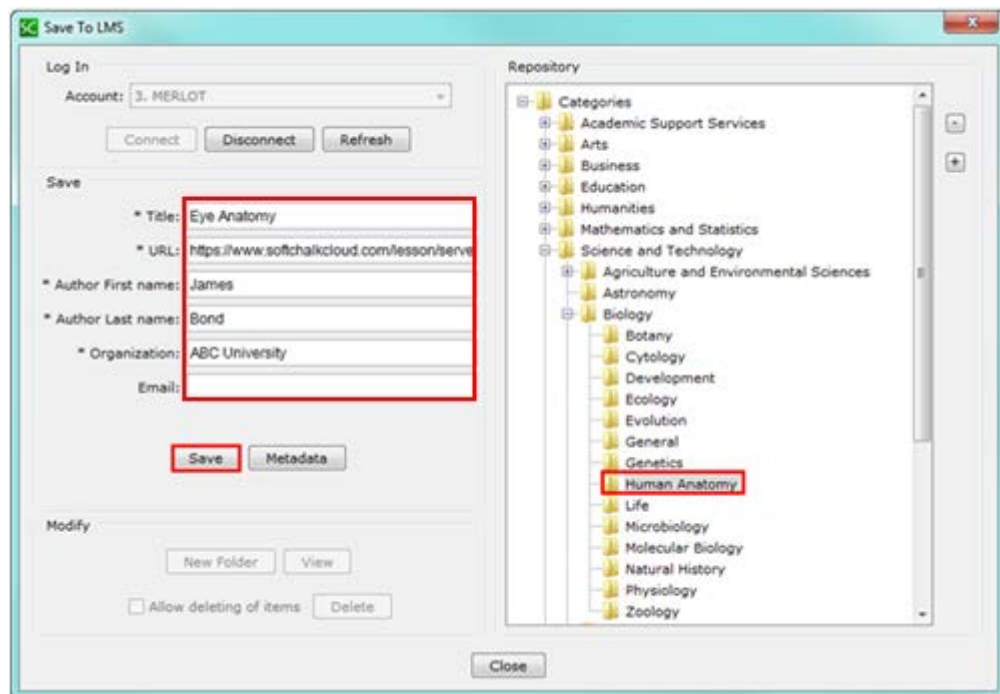 SC Save To LMS
Log In
Account: 3. MERLOT
Connect Disconnect Refresh
Save
* Title: Eye Anatomy
* URL: https://www.softchalkcloud.com/lesson/serve
* Author First name: James
* Author Last name: Bond
* Organization: ABC University
Email:
Save Metadata
Modify
New Folder View
Allow deleting of items Delete
Repository
Categories
Academic Support Services
Arts
Business
Education
Humanities
Mathematics and Statistics
Science and Technology
Agriculture and Environmental Sciences
Astronomy
Biology
Botany
Cytology
Development
Ecology
Evolution
General
Genetics
Human Anatomy
Life
Microbiology
Molecular Biology
Natural History
Physiology
Zoology
Close